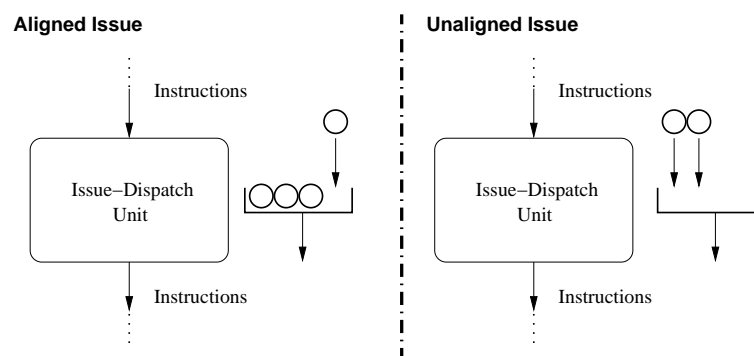 Aligned Issue
Instructions
Issue–Dispatch
Unit
Instructions
Unaligned Issue
Instructions
Issue–Dispatch
Unit
Instructions